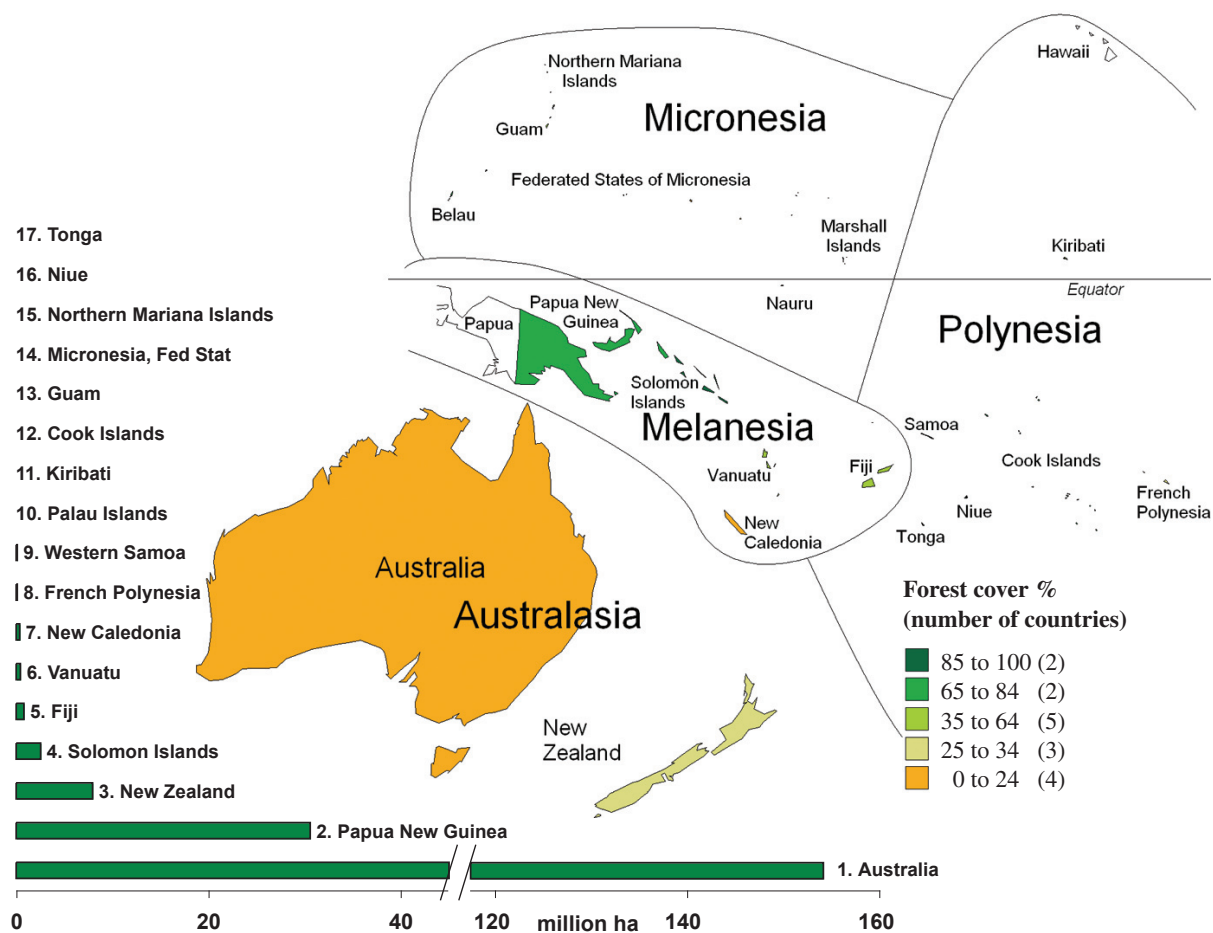 Hawaii
Northern Mariana
Islands
Micronesia
Guam
Federated States of Micronesia
Belau
Marshall
Islands
Kiribati
Equator
Nauru
Papua New
Guinea
Papua
Polynesia
Solomon
Islands
Melanesia
Samoa
Vanuatu
Fiji
Cook Islands
French
Polynesia
Niue
Tonga
New
Caledonia
Australia
Australasia
New
Zealand
17. Tonga
16. Niue
15. Northern Mariana Islands
14. Micronesia, Fed Stat
13. Guam
12. Cook Islands
11. Kiribati
10. Palau Islands
9. Western Samoa
8. French Polynesia
7. New Caledonia
6. Vanuatu
5. Fiji
4. Solomon Islands
3. New Zealand
2. Papua New Guinea
1. Australia
Forest cover %
(number of countries)
85 to 100 (2)
65 to 84 (2)
35 to 64 (5)
25 to 34 (3)
0 to 24 (4)
0 20 40 120 140 160
million ha